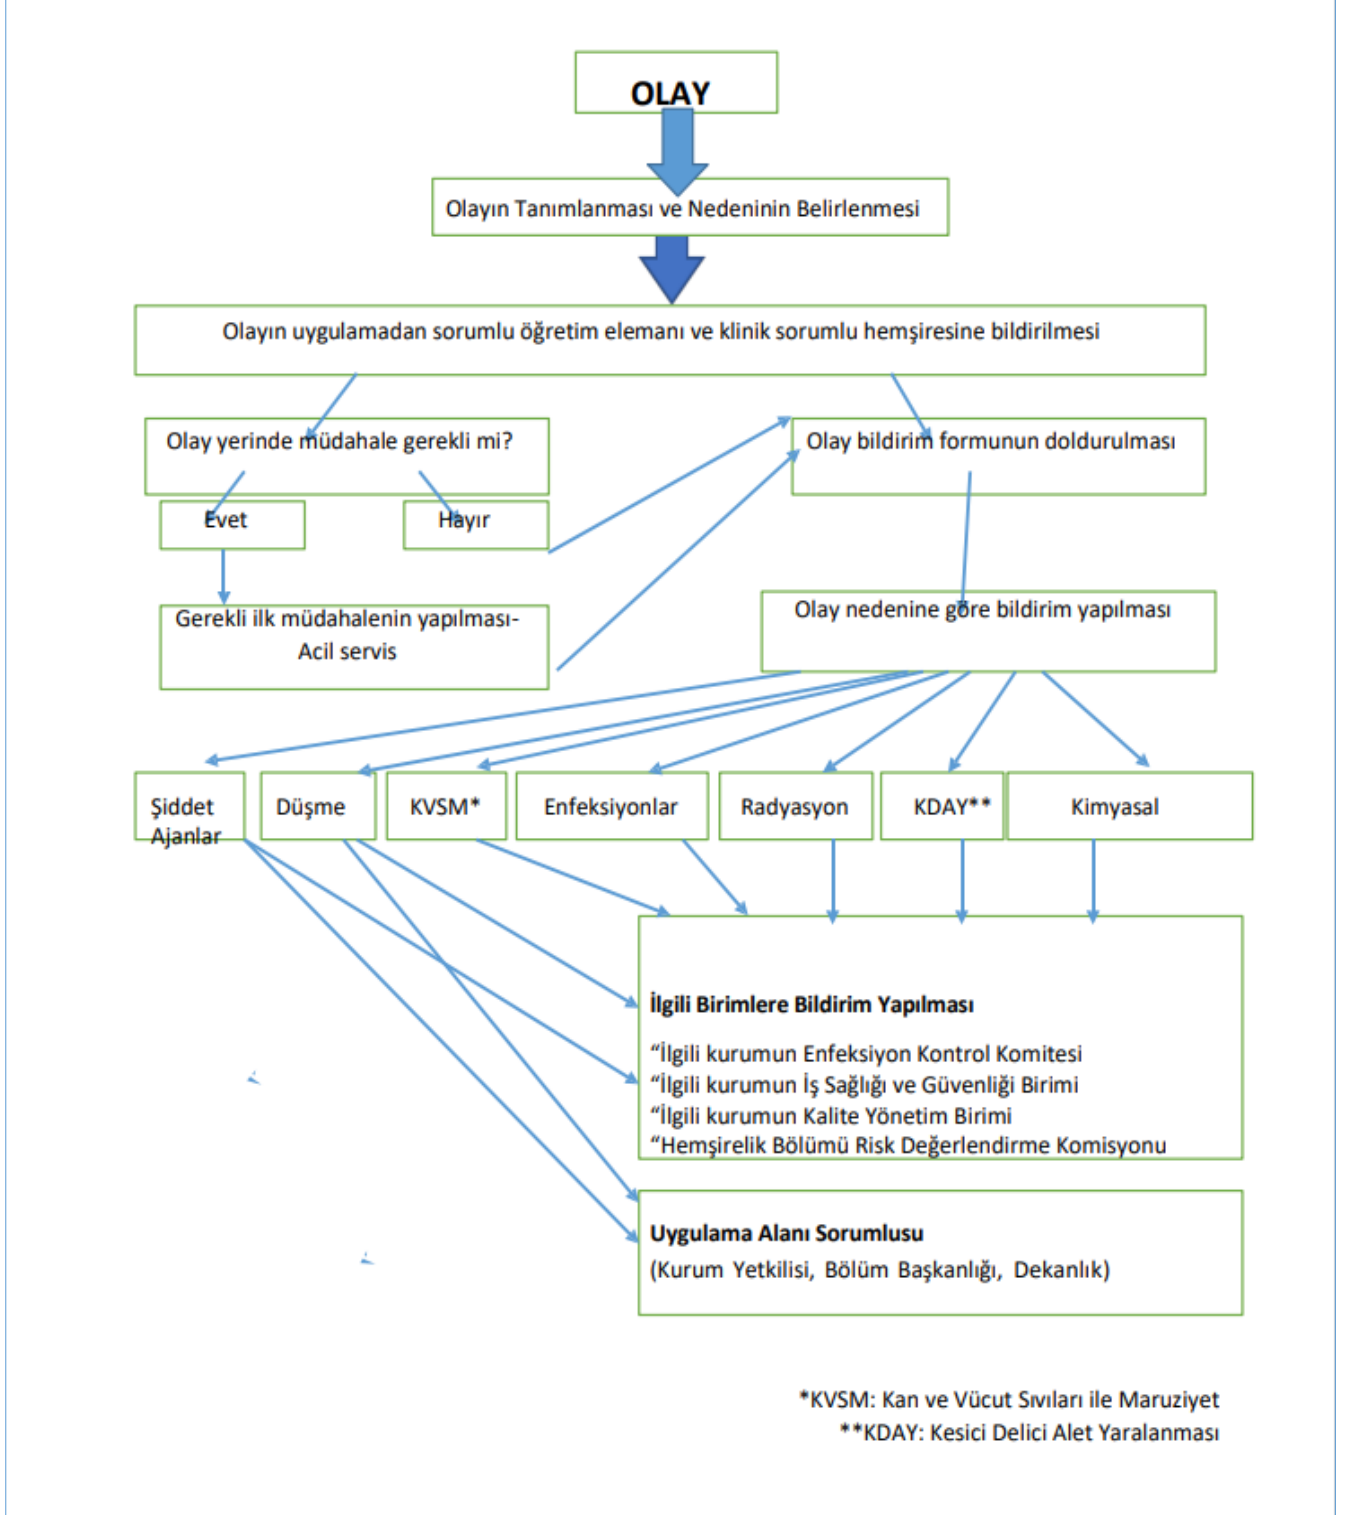 OLAY
Olayın Tanımlanması ve Nedeninin Belirlenmesi
Olayın uygulamadan sorumlu öğretim elemanı ve klinik sorumlu hemşiresine bildirilmesi
Olay yerinde müdahale gerekli mi?
Olay bildirim formunun doldurulması
Evet
Hayır
Gerekli ilk müdahalenin yapılması-
Acil servis
Olay nedenine göre bildirim yapılması
Şiddet
Ajanlar
Düşme
KVSM*
Enfeksiyonlar
Radyasyon
KDAY**
Kimyasal
İlgili Birimlere Bildirim Yapılması
“İlgili kurumun Enfeksiyon Kontrol Komitesi
“İlgili kurumun İş Sağlığı ve Güvenliği Birimi
“İlgili kurumun Kalite Yönetim Birimi
“Hemşirelik Bölümü Risk Değerlendirme Komisyonu
Uygulama Alanı Sorumlusu
(Kurum Yetkilisi, Bölüm Başkanlığı, Dekanlık)
*KVSM: Kan ve Vücut Sıvıları ile Maruziyet
**KDAY: Kesici Delici Alet Yaralanması